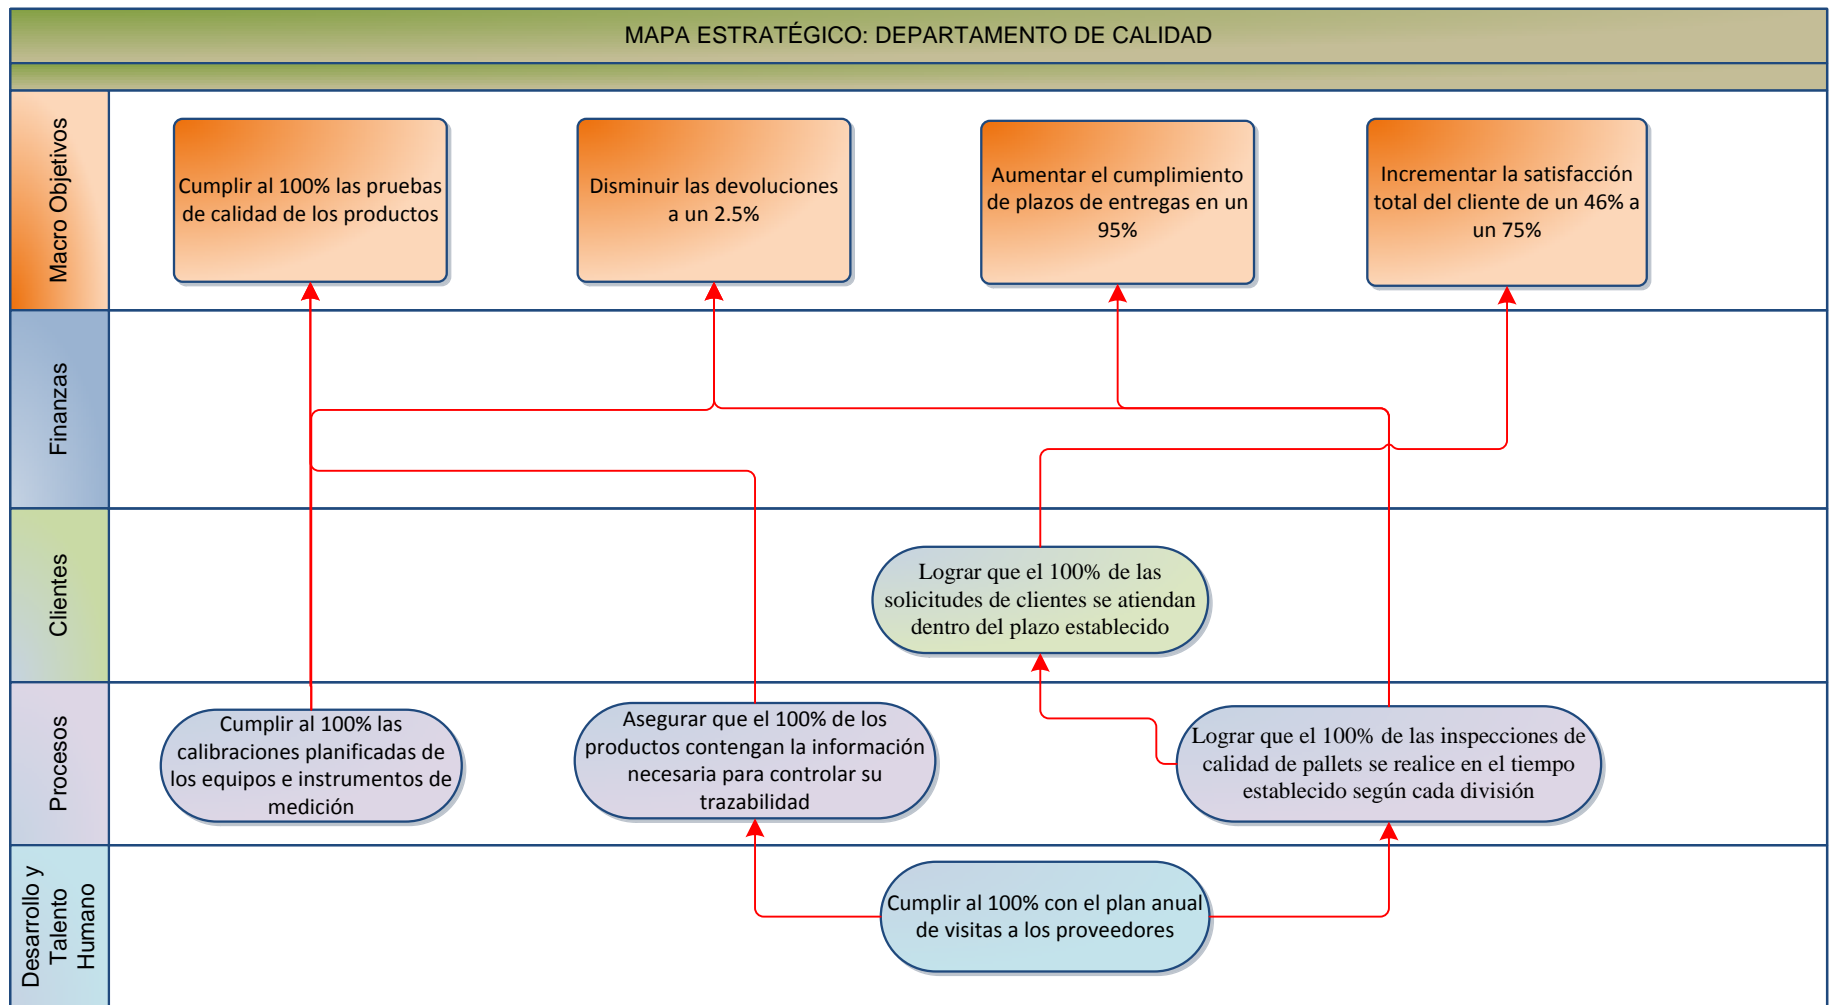 MAPA ESTRATÉGICO: DEPARTAMENTO DE CALIDAD
Macro Objetivos
Cumplir al 100% las pruebas
de calidad de los productos
Disminuir las devoluciones
a un 2.5%
Aumentar el cumplimiento
de plazos de entregas en un
95%
Incrementar la satisfacción
total del cliente de un 46% a
un 75%
Finanzas
Clientes
Lograr que el 100% de las
solicitudes de clientes se atiendan
dentro del plazo establecido
Procesos
Cumplir al 100% las
calibraciones planificadas de
los equipos e instrumentos de
medición
Asegurar que el 100% de los
productos contengan la información
necesaria para controlar su
trazabilidad
Lograr que el 100% de las inspecciones de
calidad de pallets se realice en el tiempo
establecido según cada división
Desarrollo y
Talento
Humano
Cumplir al 100% con el plan anual
de visitas a los proveedores